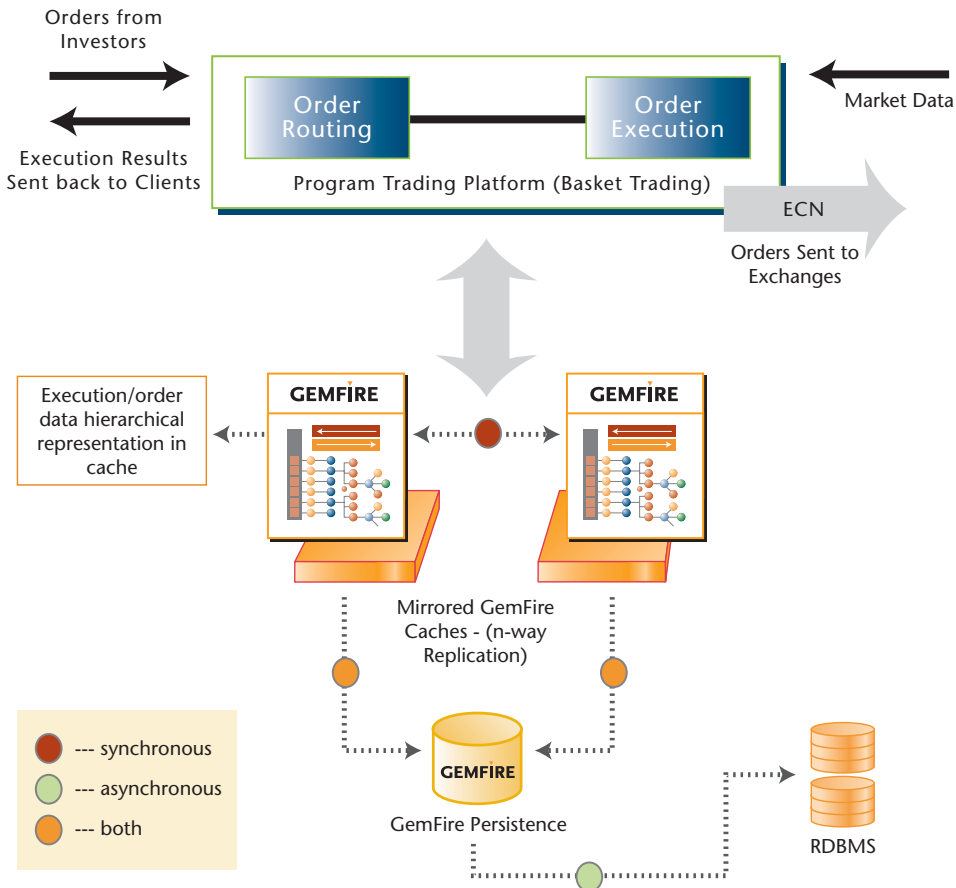 Orders from
Investors
Execution Results
Sent back to Clients
Order
Routing
Order
Execution
Program Trading Platform (Basket Trading)
Market Data
ECN
Orders Sent to
Exchanges
Execution/order
data hierarchical
representation in
cache
GEMFIRE
GEMFIRE
Mirrored GemFire
Caches - (n-way
Replication)
--- synchronous
--- asynchronous
--- both
GEMFIRE
GemFire Persistence
RDBMS